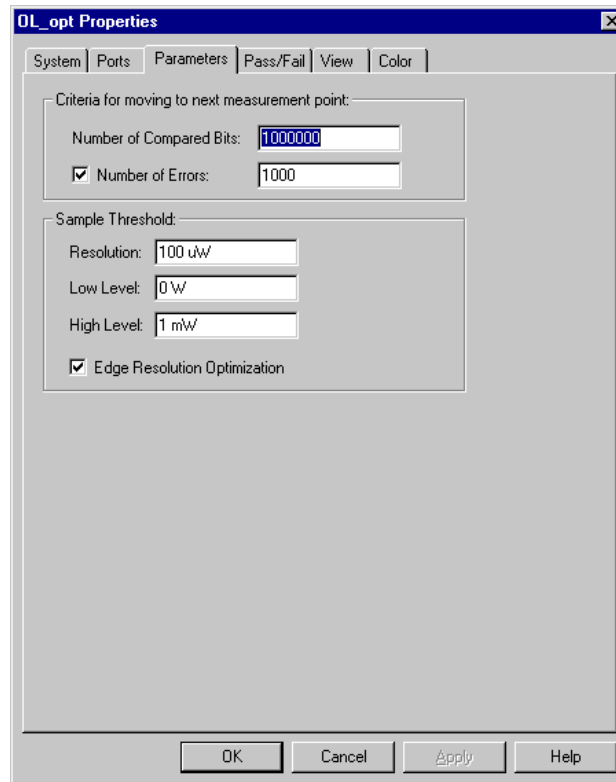 OL_opt Properties
System Ports Parameters Pass/Fail View Color
Criteria for moving to next measurement point:
Number of Compared Bits: 1000000
Number of Errors: 1000
Sample Threshold:
Resolution: 100 uW
Low Level: 0 W
High Level: 1 mW
Edge Resolution Optimization
OK Cancel Apply Help